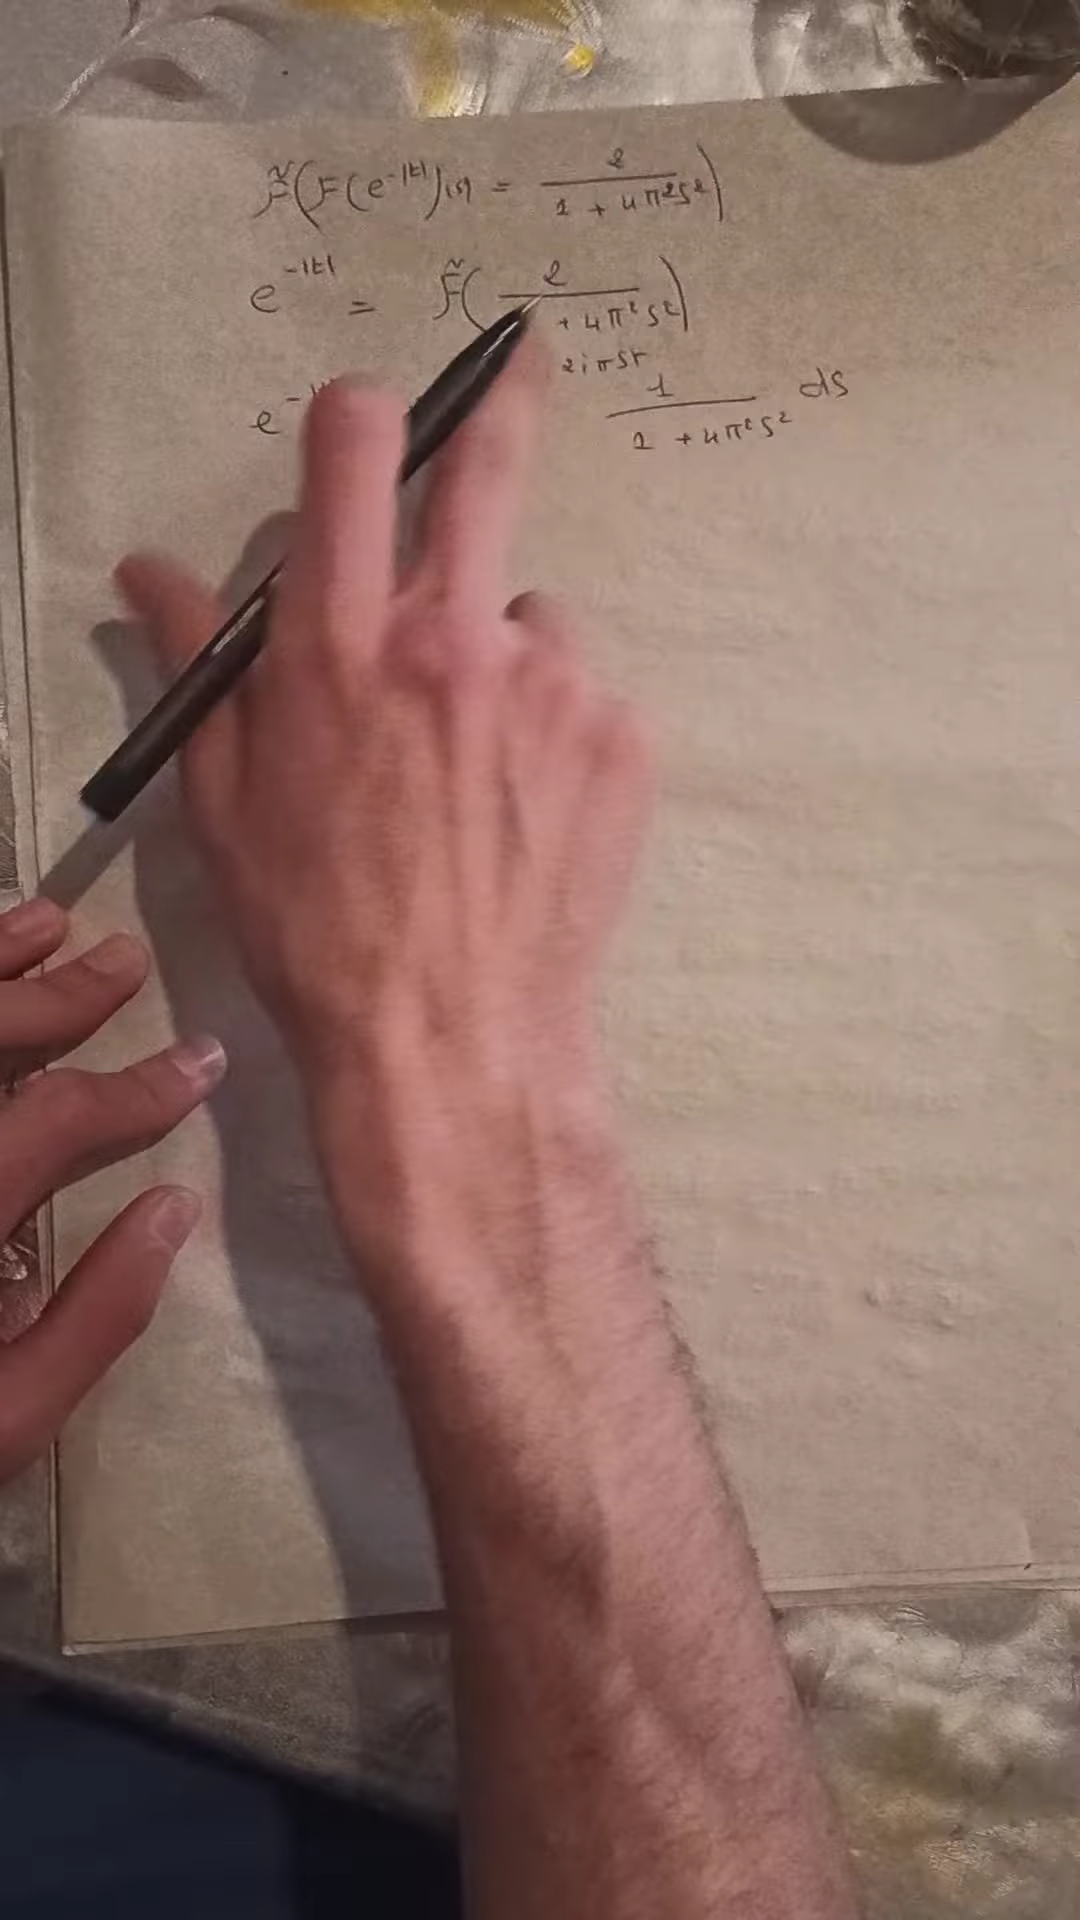 F̃(F(e^-|t|)(s) = 2/(1 + 4π²s²))
e^-|t| = F̃(2/ + 4π²s²)
e^- 2iπst 1/(1 + 4π²s²) ds